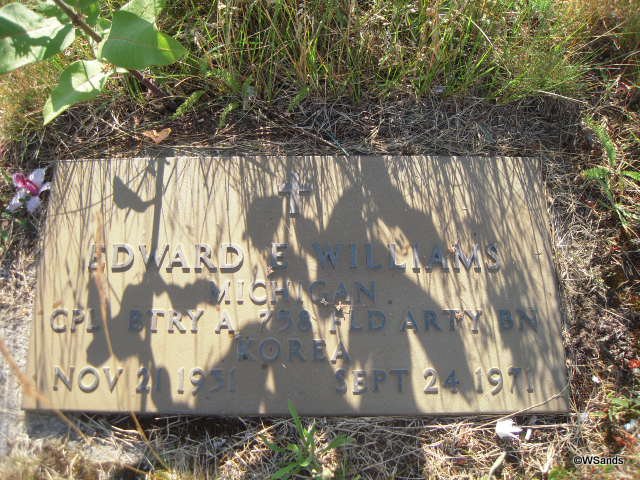 EDWARD E WILLIAMS
MICHIGAN
CPL BTRY A 758 FLD ARTY BN
KOREA
NOV 21 1931 SEPT 24 1971
©WSands